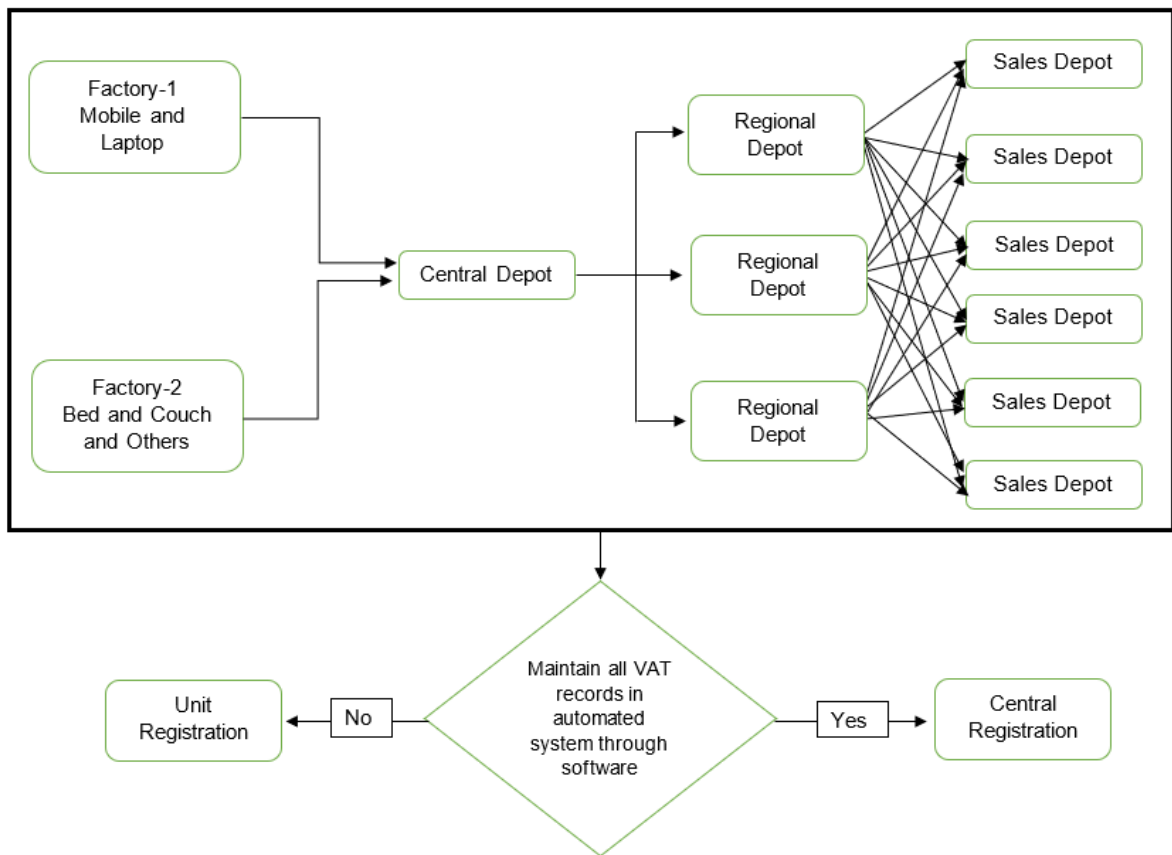 Factory-1
Mobile and
Laptop
Factory-2
Bed and Couch
and Others
Central Depot
Regional
Depot
Regional
Depot
Regional
Depot
Sales Depot
Sales Depot
Sales Depot
Sales Depot
Sales Depot
Sales Depot
Maintain all VAT
records in
automated
system through
software
No
Unit
Registration
Yes
Central
Registration